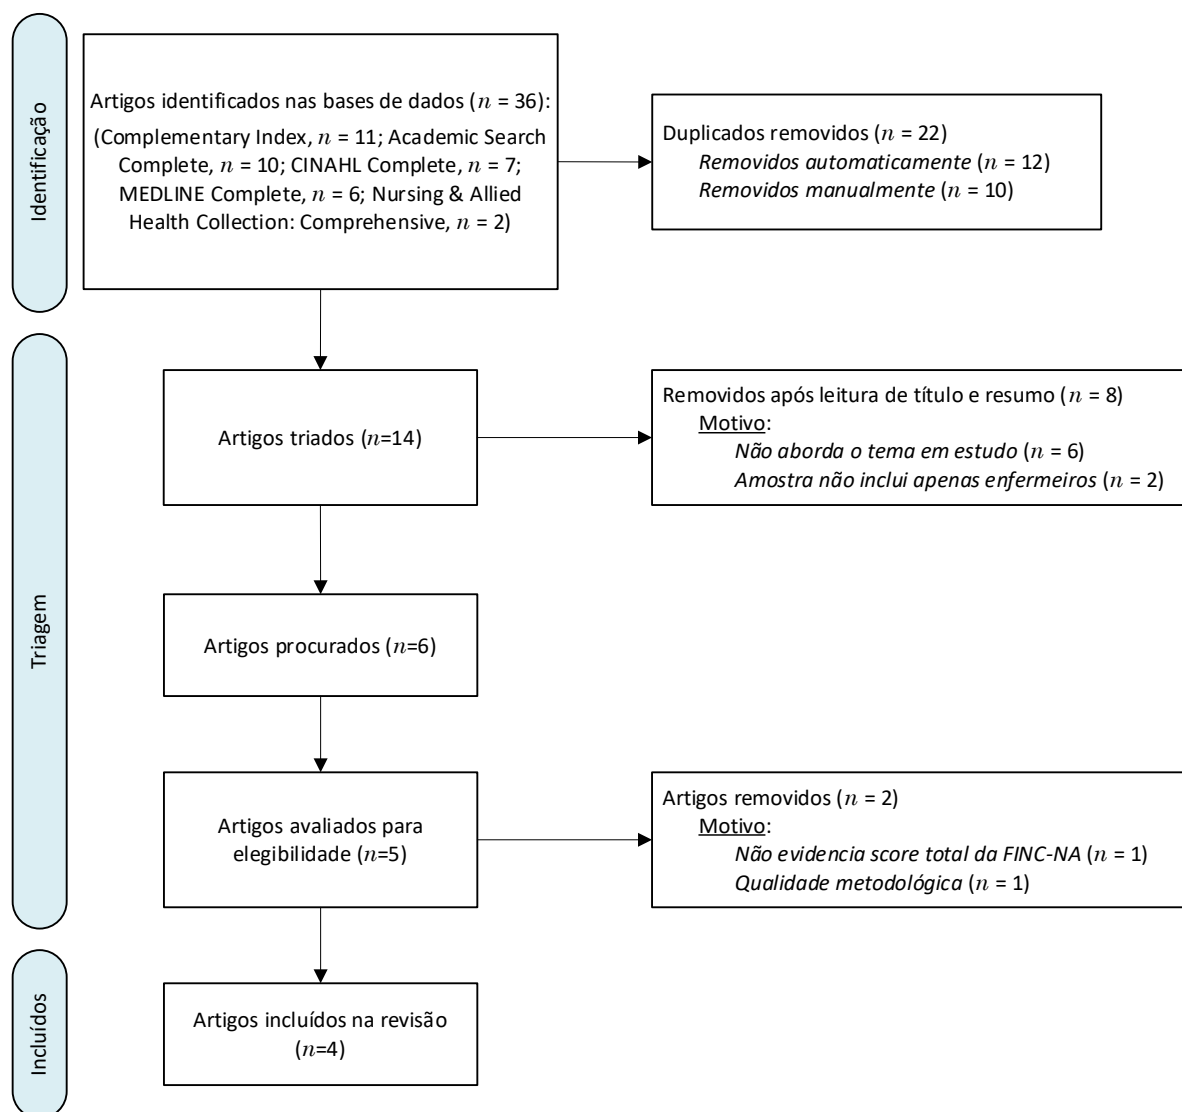 Identificação
Artigos identificados nas bases de dados (n = 36):
(Complementary Index, n = 11; Academic Search
Complete, n = 10; CINAHL Complete, n = 7;
MEDLINE Complete, n = 6; Nursing & Allied
Health Collection: Comprehensive, n = 2)
Duplicados removidos (n = 22)
Removidos automaticamente (n = 12)
Removidos manualmente (n = 10)
Triagem
Artigos triados (n=14)
Removidos após leitura de título e resumo (n = 8)
Motivo:
Não aborda o tema em estudo (n = 6)
Amostra não inclui apenas enfermeiros (n = 2)
Artigos procurados (n=6)
Artigos avaliados para
elegibilidade (n=5)
Artigos removidos (n = 2)
Motivo:
Não evidencia score total da FINC-NA (n = 1)
Qualidade metodológica (n = 1)
Incluídos
Artigos incluídos na revisão
(n=4)